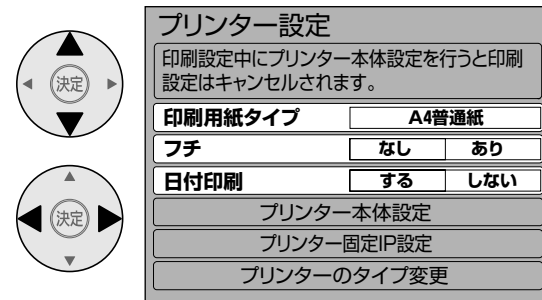 プリンター設定
印刷設定中にプリンター本体設定を行うと印刷
設定はキャンセルされます。
決定
印刷用紙タイプ A4普通紙
フチ なし あり
日付印刷 する しない
決定
プリンター本体設定
プリンター固定IP設定
プリンターのタイプ変更